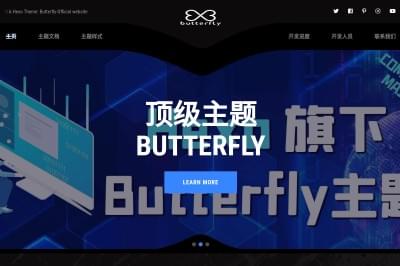 A Hexo Theme: Butterfly Official website
butterfly
主页 主题文档 主题样式 开发进度 开发人员 联系我们
顶级主题
BUTTERFLY
LEARN MORE
旗下
Butterfly主题